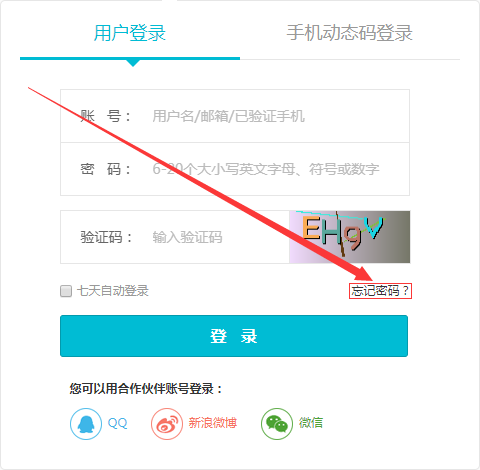 用户登录 手机动态码登录
账 号： 用户名/邮箱/已验证手机
密 码： 6-20个大小写英文字母、符号或数字
验证码： 输入验证码 EHgV
七天自动登录 忘记密码？
登 录
您可以用合作伙伴账号登录：
QQ 新浪微博 微信